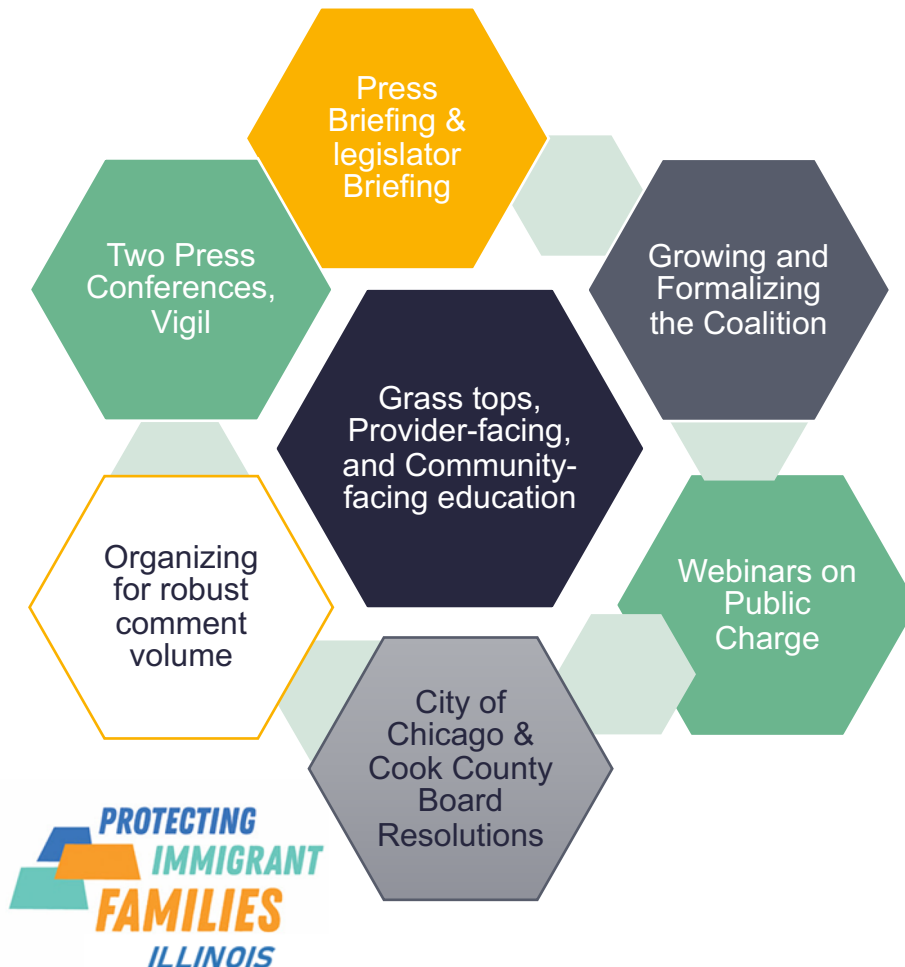 Press
Briefing &
legislator
Briefing
Two Press
Conferences,
Vigil
Growing and
Formalizing
the Coalition
Grass tops,
Provider-facing,
and Community-
facing education
Organizing
for robust
comment
volume
Webinars on
Public
Charge
City of
Chicago &
Cook County
Board
Resolutions
PROTECTING
IMMIGRANT
FAMILIES
ILLINOIS